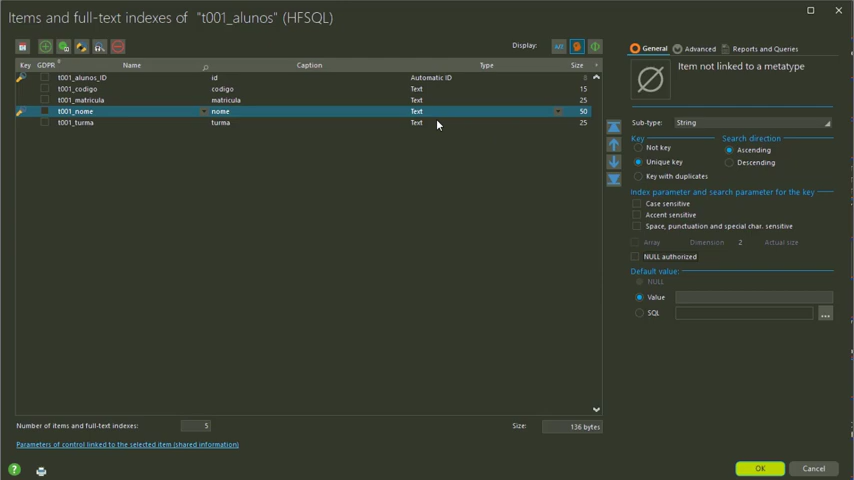 Items and full-text indexes of "t001_alunos" (HFSQL)
Display:
Key GDPR Name Caption Type Size
t001_alunos_ID id Automatic ID 8
t001_codigo codigo Text 15
t001_matricula matricula Text 25
t001_nome nome Text 50
t001_turma turma Text 25
Number of items and full-text indexes: 5
Size: 136 bytes
Parameters of control linked to the selected item (shared information)
General Advanced Reports and Queries
Item not linked to a metatype
Sub-type: String
Key Search direction
Not key Ascending
Unique key Descending
Key with duplicates
Index parameter and search parameter for the key
Case sensitive
Accent sensitive
Space, punctuation and special char. sensitive
Array Dimension 2 Actual size
NULL authorized
Default value:
NULL
Value
SQL ...
? OK Cancel